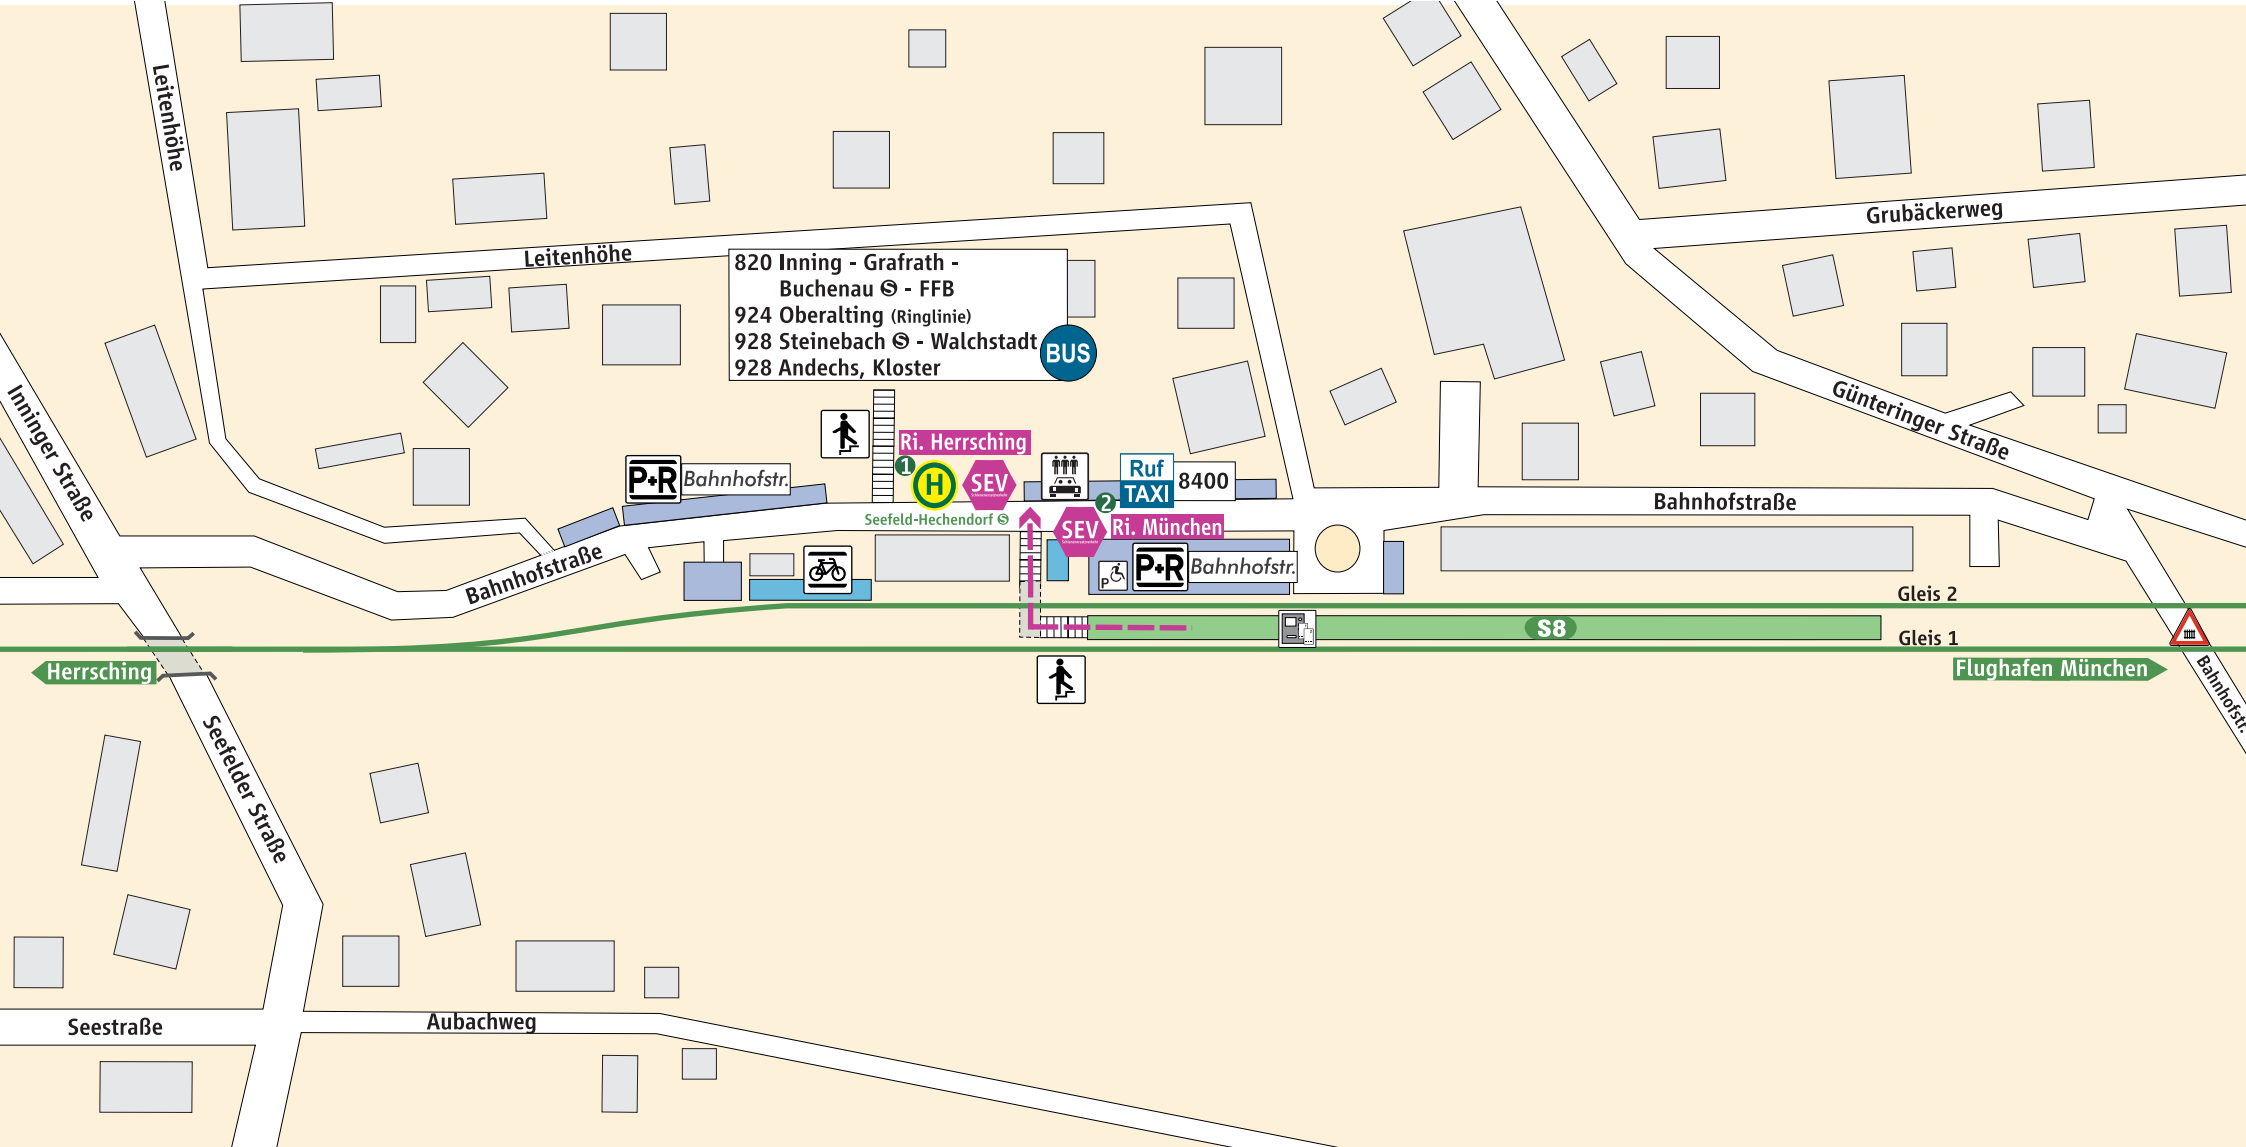 Leitenhöhe
Leitenhöhe
Grubäckerweg
820 Inning - Grafrath -
Buchenau S - FFB
924 Oberalting (Ringlinie)
928 Steinebach S - Walchstadt
928 Andechs, Kloster
BUS
Inninger Straße
Günteringer Straße
Ri. Herrsching
1
H
SEV
Seefeld-Hechendorf S
P+R
Bahnhofstr.
Ruf
TAXI
8400
2
SEV
Ri. München
Bahnhofstraße
Bahnhofstraße
P
P+R
Bahnhofstr.
Gleis 2
S8
Gleis 1
Herrsching
Flughafen München
Bahnhofstr.
Seefelder Straße
Seestraße
Aubachweg